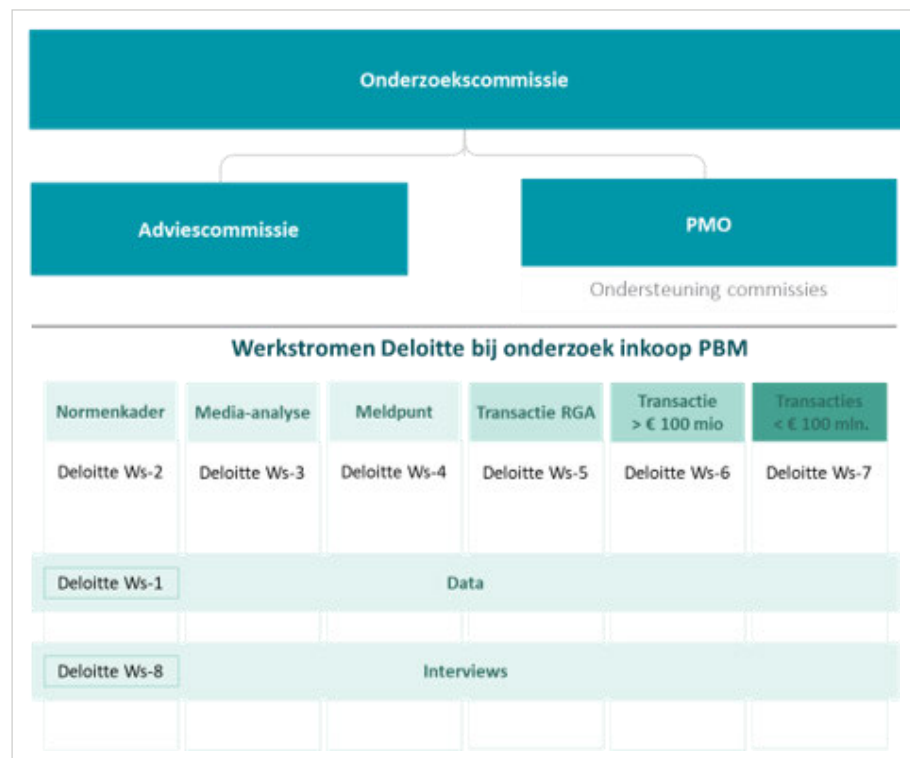 Onderzoekscommissie
Adviescommissie
PMO
Ondersteuning commissies
Werkstromen Deloitte bij onderzoek inkoop PBM
Normenkader
Media-analyse
Meldpunt
Transactie RGA
Transactie
> € 100 mio
Transacties
< € 100 mln.
Deloitte Ws-2
Deloitte Ws-3
Deloitte Ws-4
Deloitte Ws-5
Deloitte Ws-6
Deloitte Ws-7
Deloitte Ws-1
Data
Deloitte Ws-8
Interviews